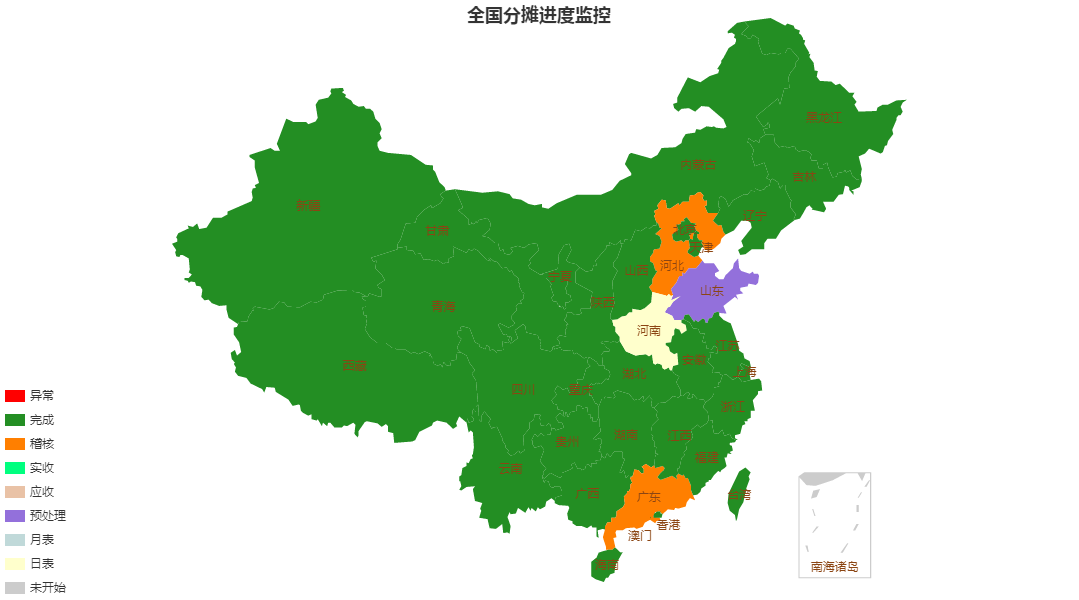 全国分摊进度监控
黑龙江
内蒙古
吉林
新疆
辽宁
甘肃
北京
天津
河北
山西
宁夏
山东
陕西
青海
河南
江苏
安徽
西藏
上海
湖北
四川
重庆
浙江
湖南
江西
贵州
福建
云南
广西
广东
台湾
香港
澳门
海南
南海诸岛
异常
完成
稽核
实收
应收
预处理
月表
日表
未开始